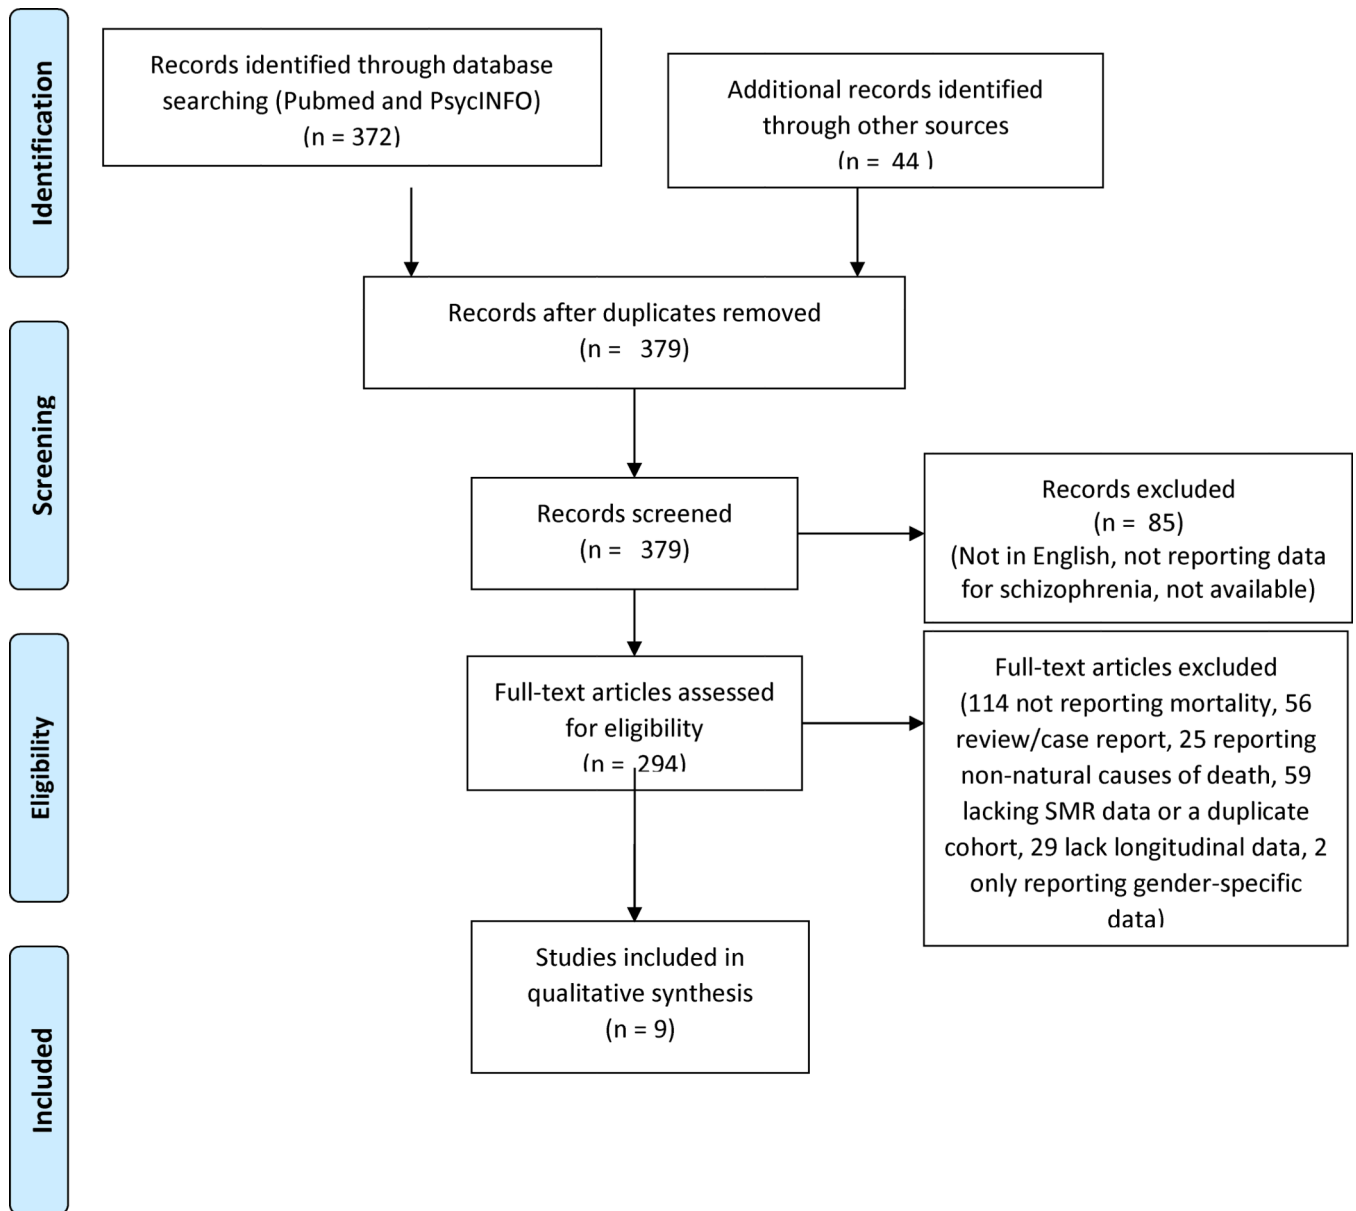 Identification
Records identified through database
searching (Pubmed and PsycINFO)
(n = 372)
Additional records identified
through other sources
(n = 44 )
Records after duplicates removed
(n = 379)
Screening
Records screened
(n = 379)
Records excluded
(n = 85)
(Not in English, not reporting data
for schizophrenia, not available)
Eligibility
Full-text articles assessed
for eligibility
(n = 294)
Full-text articles excluded
(114 not reporting mortality, 56
review/case report, 25 reporting
non-natural causes of death, 59
lacking SMR data or a duplicate
cohort, 29 lack longitudinal data, 2
only reporting gender-specific
data)
Included
Studies included in
qualitative synthesis
(n = 9)